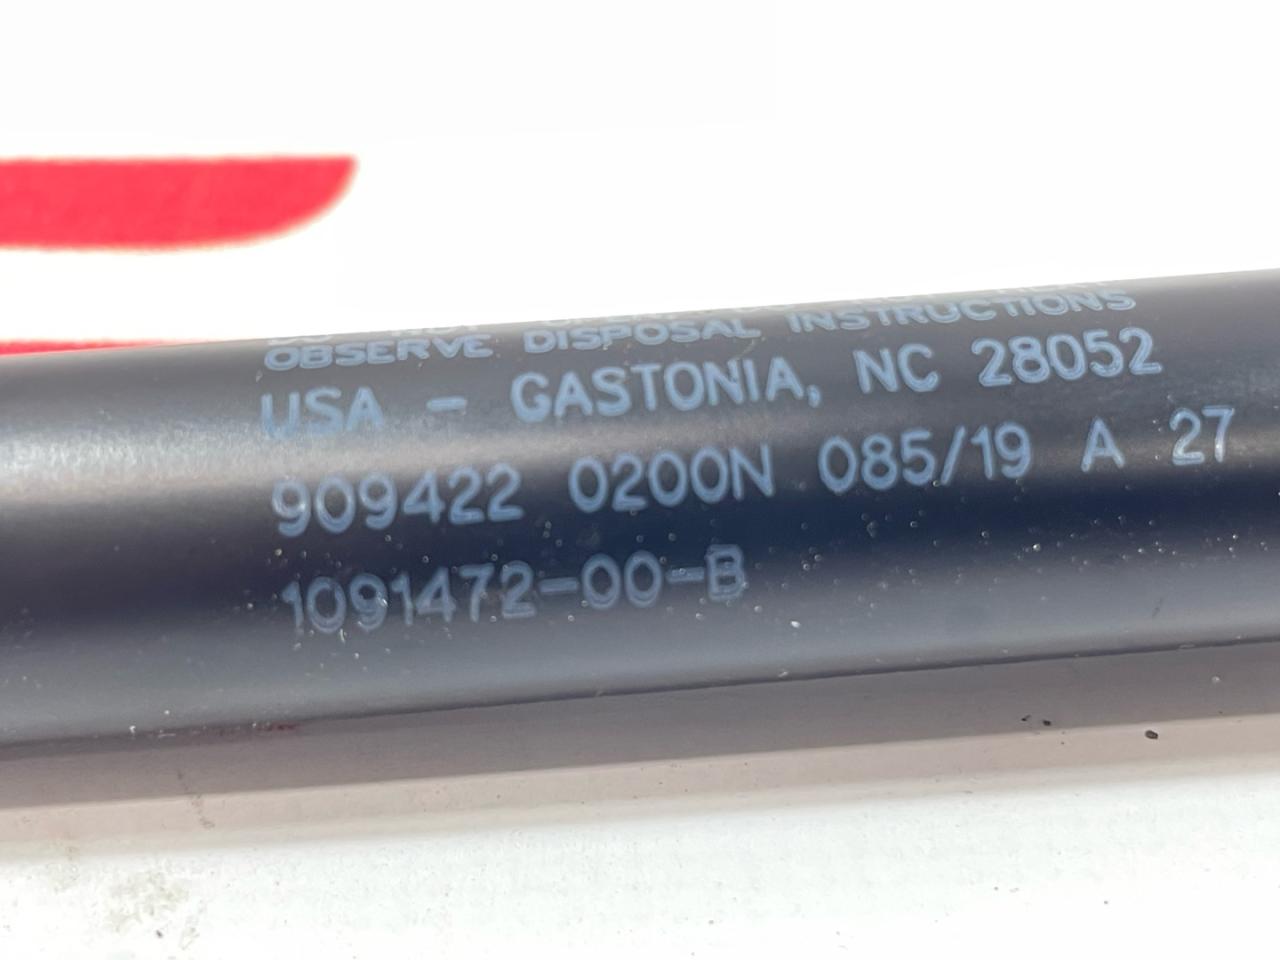 OBSERVE DISPOSAL INSTRUCTIONS
USA - GASTONIA, NC 28052
909422 0200N 085/19 A 27
1091472-00-B